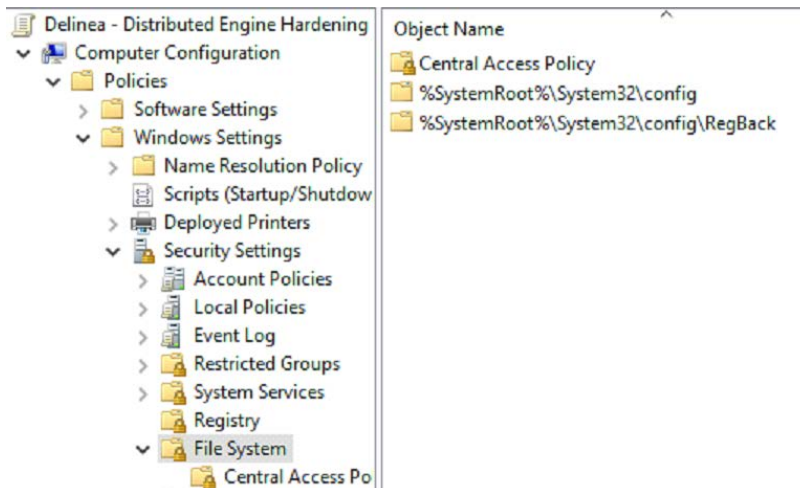 Delinea - Distributed Engine Hardening
Computer Configuration
Policies
Software Settings
Windows Settings
Name Resolution Policy
Scripts (Startup/Shutdow
Deployed Printers
Security Settings
Account Policies
Local Policies
Event Log
Restricted Groups
System Services
Registry
File System
Central Access Po
Object Name
Central Access Policy
%SystemRoot%\System32\config
%SystemRoot%\System32\config\RegBack